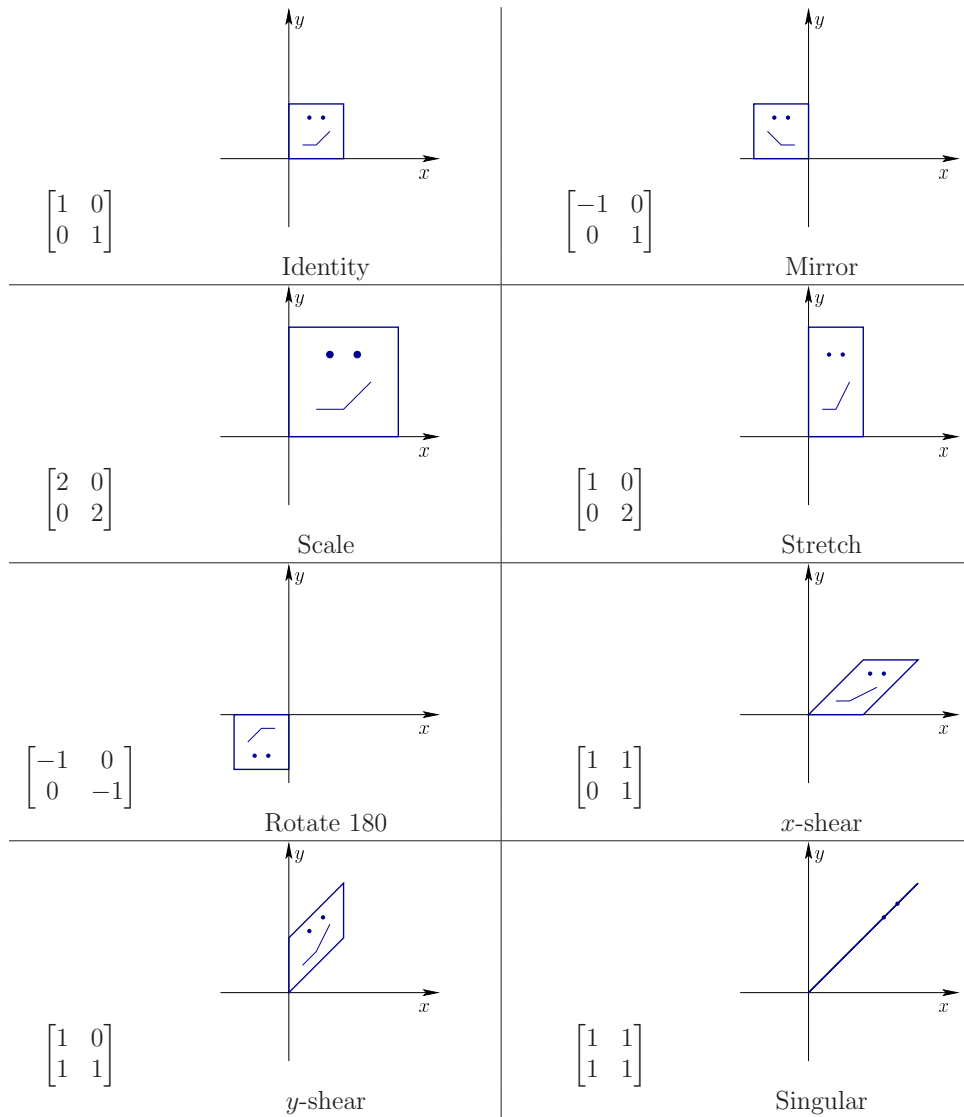 y
x
[1 0
0 1]
Identity
y
x
[−1 0
0 1]
Mirror
y
x
[2 0
0 2]
Scale
y
x
[1 0
0 2]
Stretch
y
x
[−1 0
0 −1]
Rotate 180
y
x
[1 1
0 1]
x-shear
y
x
[1 0
1 1]
y-shear
y
x
[1 1
1 1]
Singular